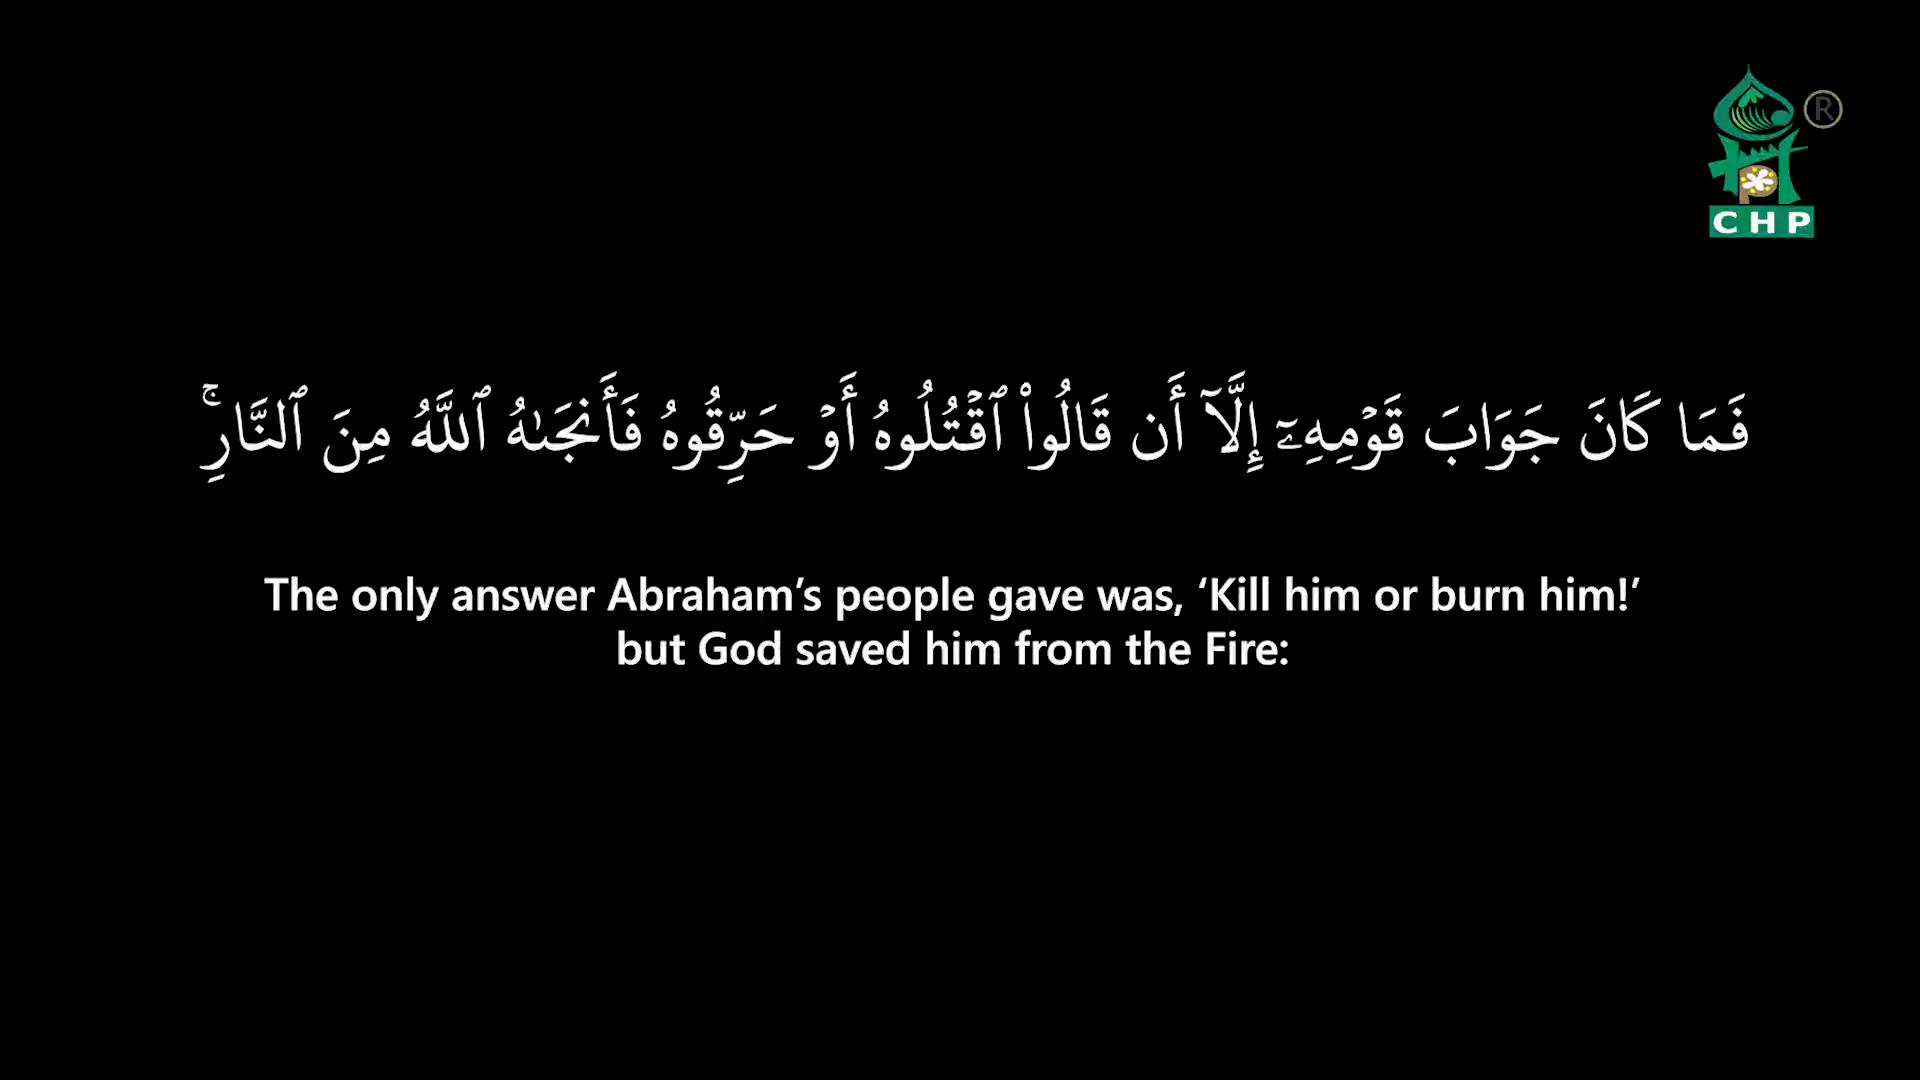 CHP
®
فَمَا كَانَ جَوَابَ قَوۡمِهِۦٓ إِلَّآ أَن قَالُوا۟ ٱقۡتُلُوهُ أَوۡ حَرِّقُوهُ فَأَنجَىٰهُ ٱللَّهُ مِنَ ٱلنَّارِۚ
The only answer Abraham’s people gave was, ‘Kill him or burn him!’
but God saved him from the Fire: